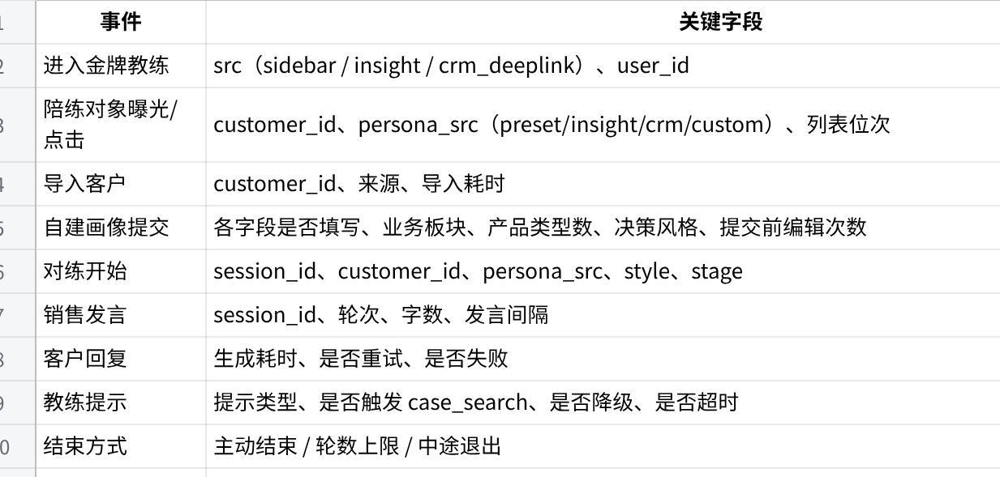 事件 关键字段
进入金牌教练 src（sidebar / insight / crm_deeplink）、user_id
陪练对象曝光/
点击
customer_id、persona_src（preset/insight/crm/custom）、列表位次
导入客户 customer_id、来源、导入耗时
自建画像提交 各字段是否填写、业务板块、产品类型数、决策风格、提交前编辑次数
对练开始 session_id、customer_id、persona_src、style、stage
销售发言 session_id、轮次、字数、发言间隔
客户回复 生成耗时、是否重试、是否失败
教练提示 提示类型、是否触发 case_search、是否降级、是否超时
结束方式 主动结束 / 轮数上限 / 中途退出